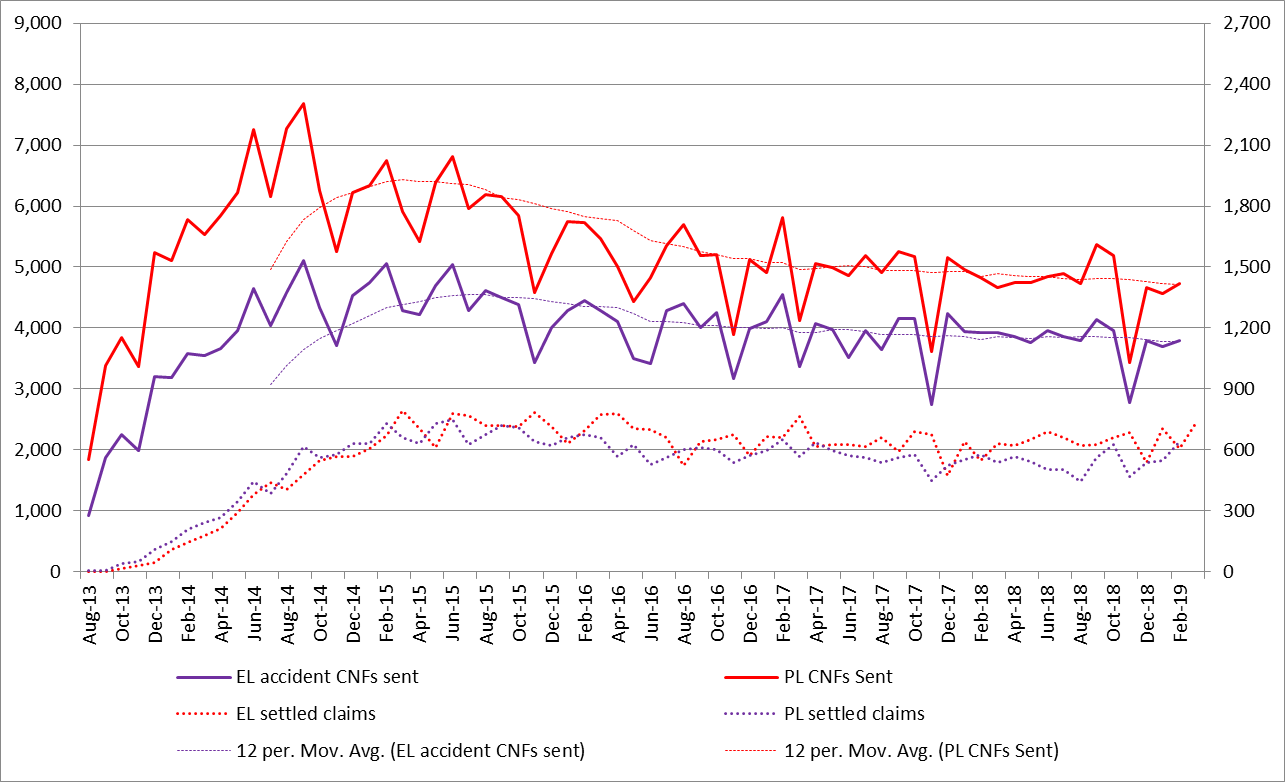 9,000
8,000
7,000
6,000
5,000
4,000
3,000
2,000
1,000
0
2,700
2,400
2,100
1,800
1,500
1,200
900
600
300
0
Aug-13
Oct-13
Dec-13
Feb-14
Apr-14
Jun-14
Aug-14
Oct-14
Dec-14
Feb-15
Apr-15
Jun-15
Aug-15
Oct-15
Dec-15
Feb-16
Apr-16
Jun-16
Aug-16
Oct-16
Dec-16
Feb-17
Apr-17
Jun-17
Aug-17
Oct-17
Dec-17
Feb-18
Apr-18
Jun-18
Aug-18
Oct-18
Dec-18
Feb-19
EL accident CNFs sent
PL CNFs Sent
EL settled claims
PL settled claims
12 per. Mov. Avg. (EL accident CNFs sent)
12 per. Mov. Avg. (PL CNFs Sent)